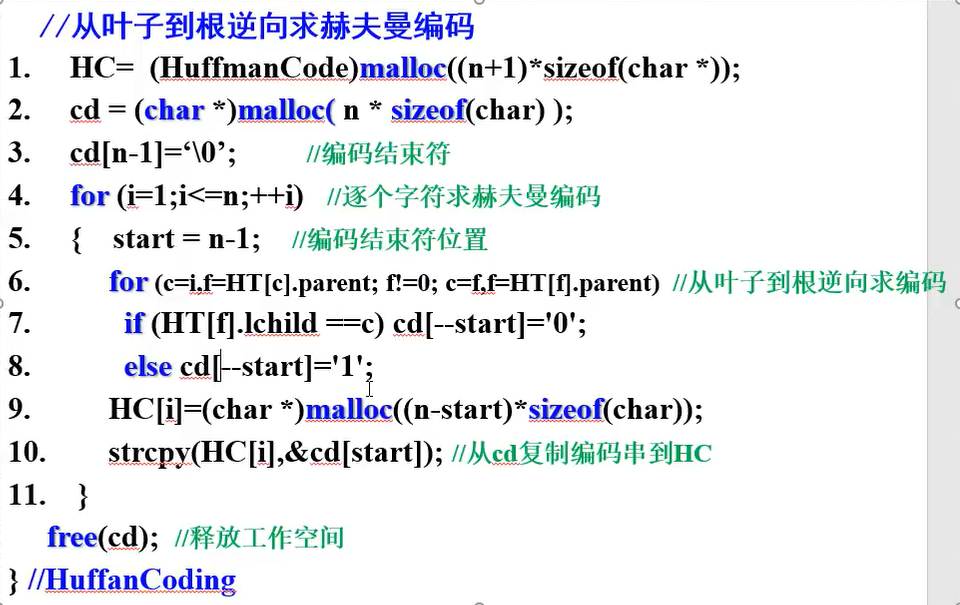 //从叶子到根逆向求赫夫曼编码
1. HC= (HuffmanCode)malloc((n+1)*sizeof(char *));
2. cd = (char *)malloc( n * sizeof(char) );
3. cd[n-1]=‘\0’; //编码结束符
4. for (i=1;i<=n;++i) //逐个字符求赫夫曼编码
5. { start = n-1; //编码结束符位置
6. for (c=i,f=HT[c].parent; f!=0; c=f,f=HT[f].parent) //从叶子到根逆向求编码
7. if (HT[f].lchild ==c) cd[--start]='0';
8. else cd[--start]='1';
9. HC[i]=(char *)malloc((n-start)*sizeof(char));
10. strcpy(HC[i],&cd[start]); //从cd复制编码串到HC
11. }
free(cd); //释放工作空间
} //HuffanCoding